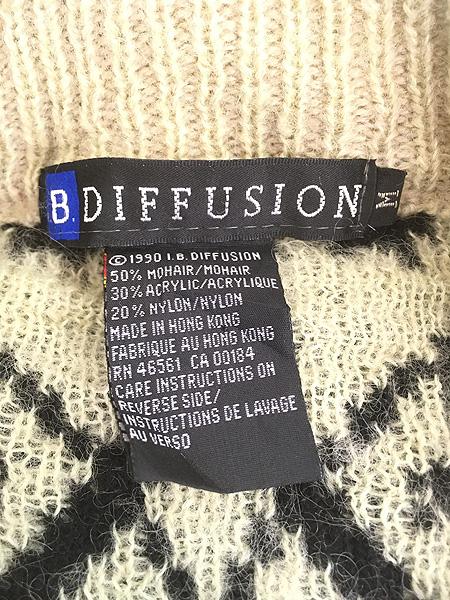 B. DIFFUSION M
©1990 I.B. DIFFUSION
50% MOHAIR/MOHAIR
30% ACRYLIC/ACRYLIQUE
20% NYLON/NYLON
MADE IN HONG KONG
FABRIQUE AU HONG KONG
RN 46561 CA 00184
CARE INSTRUCTIONS ON
REVERSE SIDE/
INSTRUCTIONS DE LAVAGE
AU VERSO